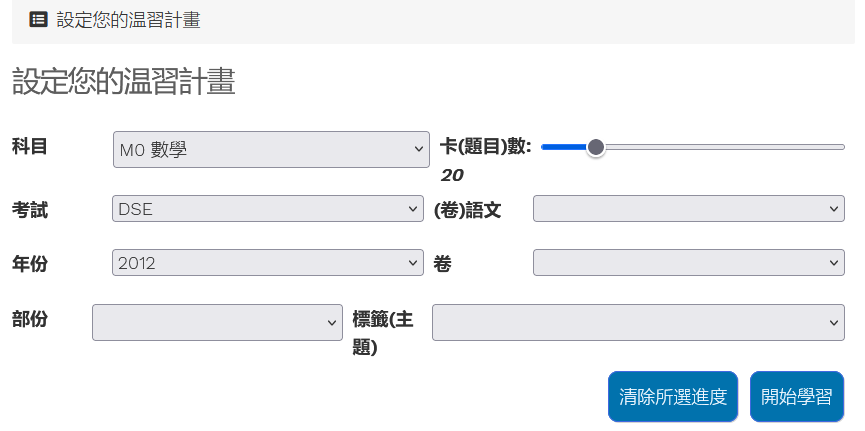 設定您的温習計畫
設定您的温習計畫
科目 M0 數學 卡(題目)數:
20
考試 DSE (卷)語文
年份 2012 卷
部份 標籤(主
題)
清除所選進度 開始學習